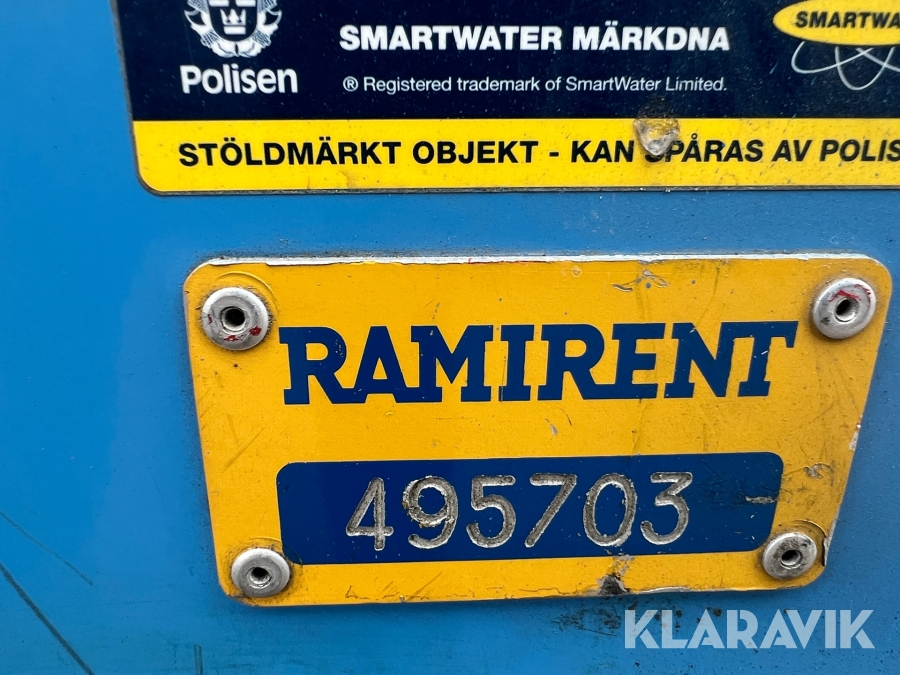 Polisen
SMARTWATER MÄRKDNA
® Registered trademark of SmartWater Limited.
SMARTWA
STÖLDMÄRKT OBJEKT - KAN SPÅRAS AV POLIS
RAMIRENT
495703
KLARAVIK